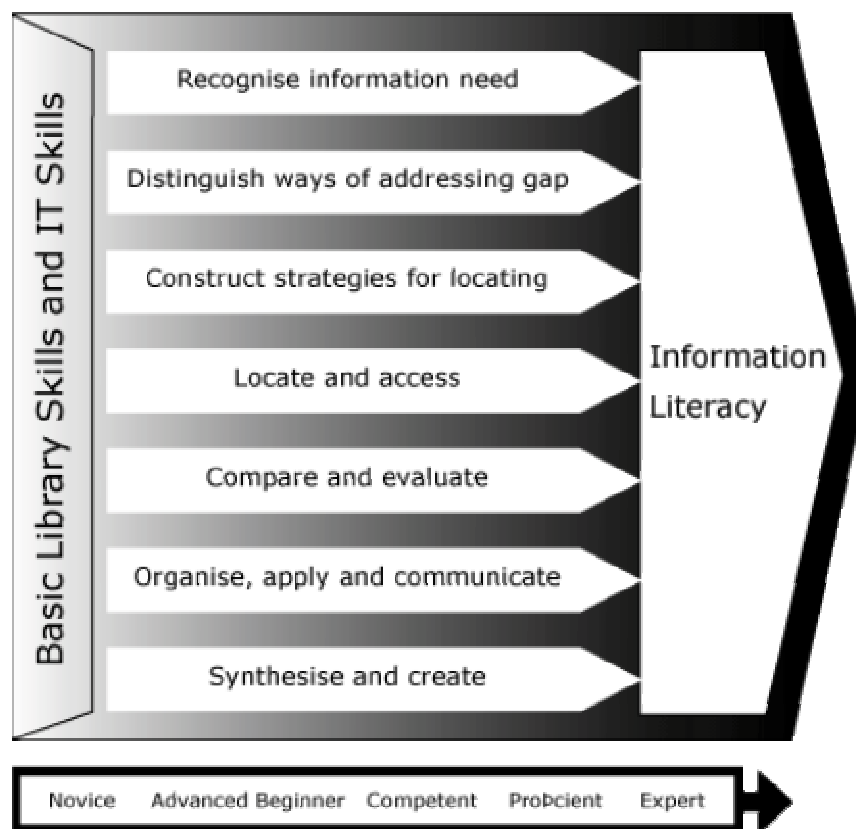 Basic Library Skills and IT Skills
Recognise information need
Distinguish ways of addressing gap
Construct strategies for locating
Locate and access
Compare and evaluate
Organise, apply and communicate
Synthesise and create
Information
Literacy
Novice Advanced Beginner Competent ProÞcient Expert